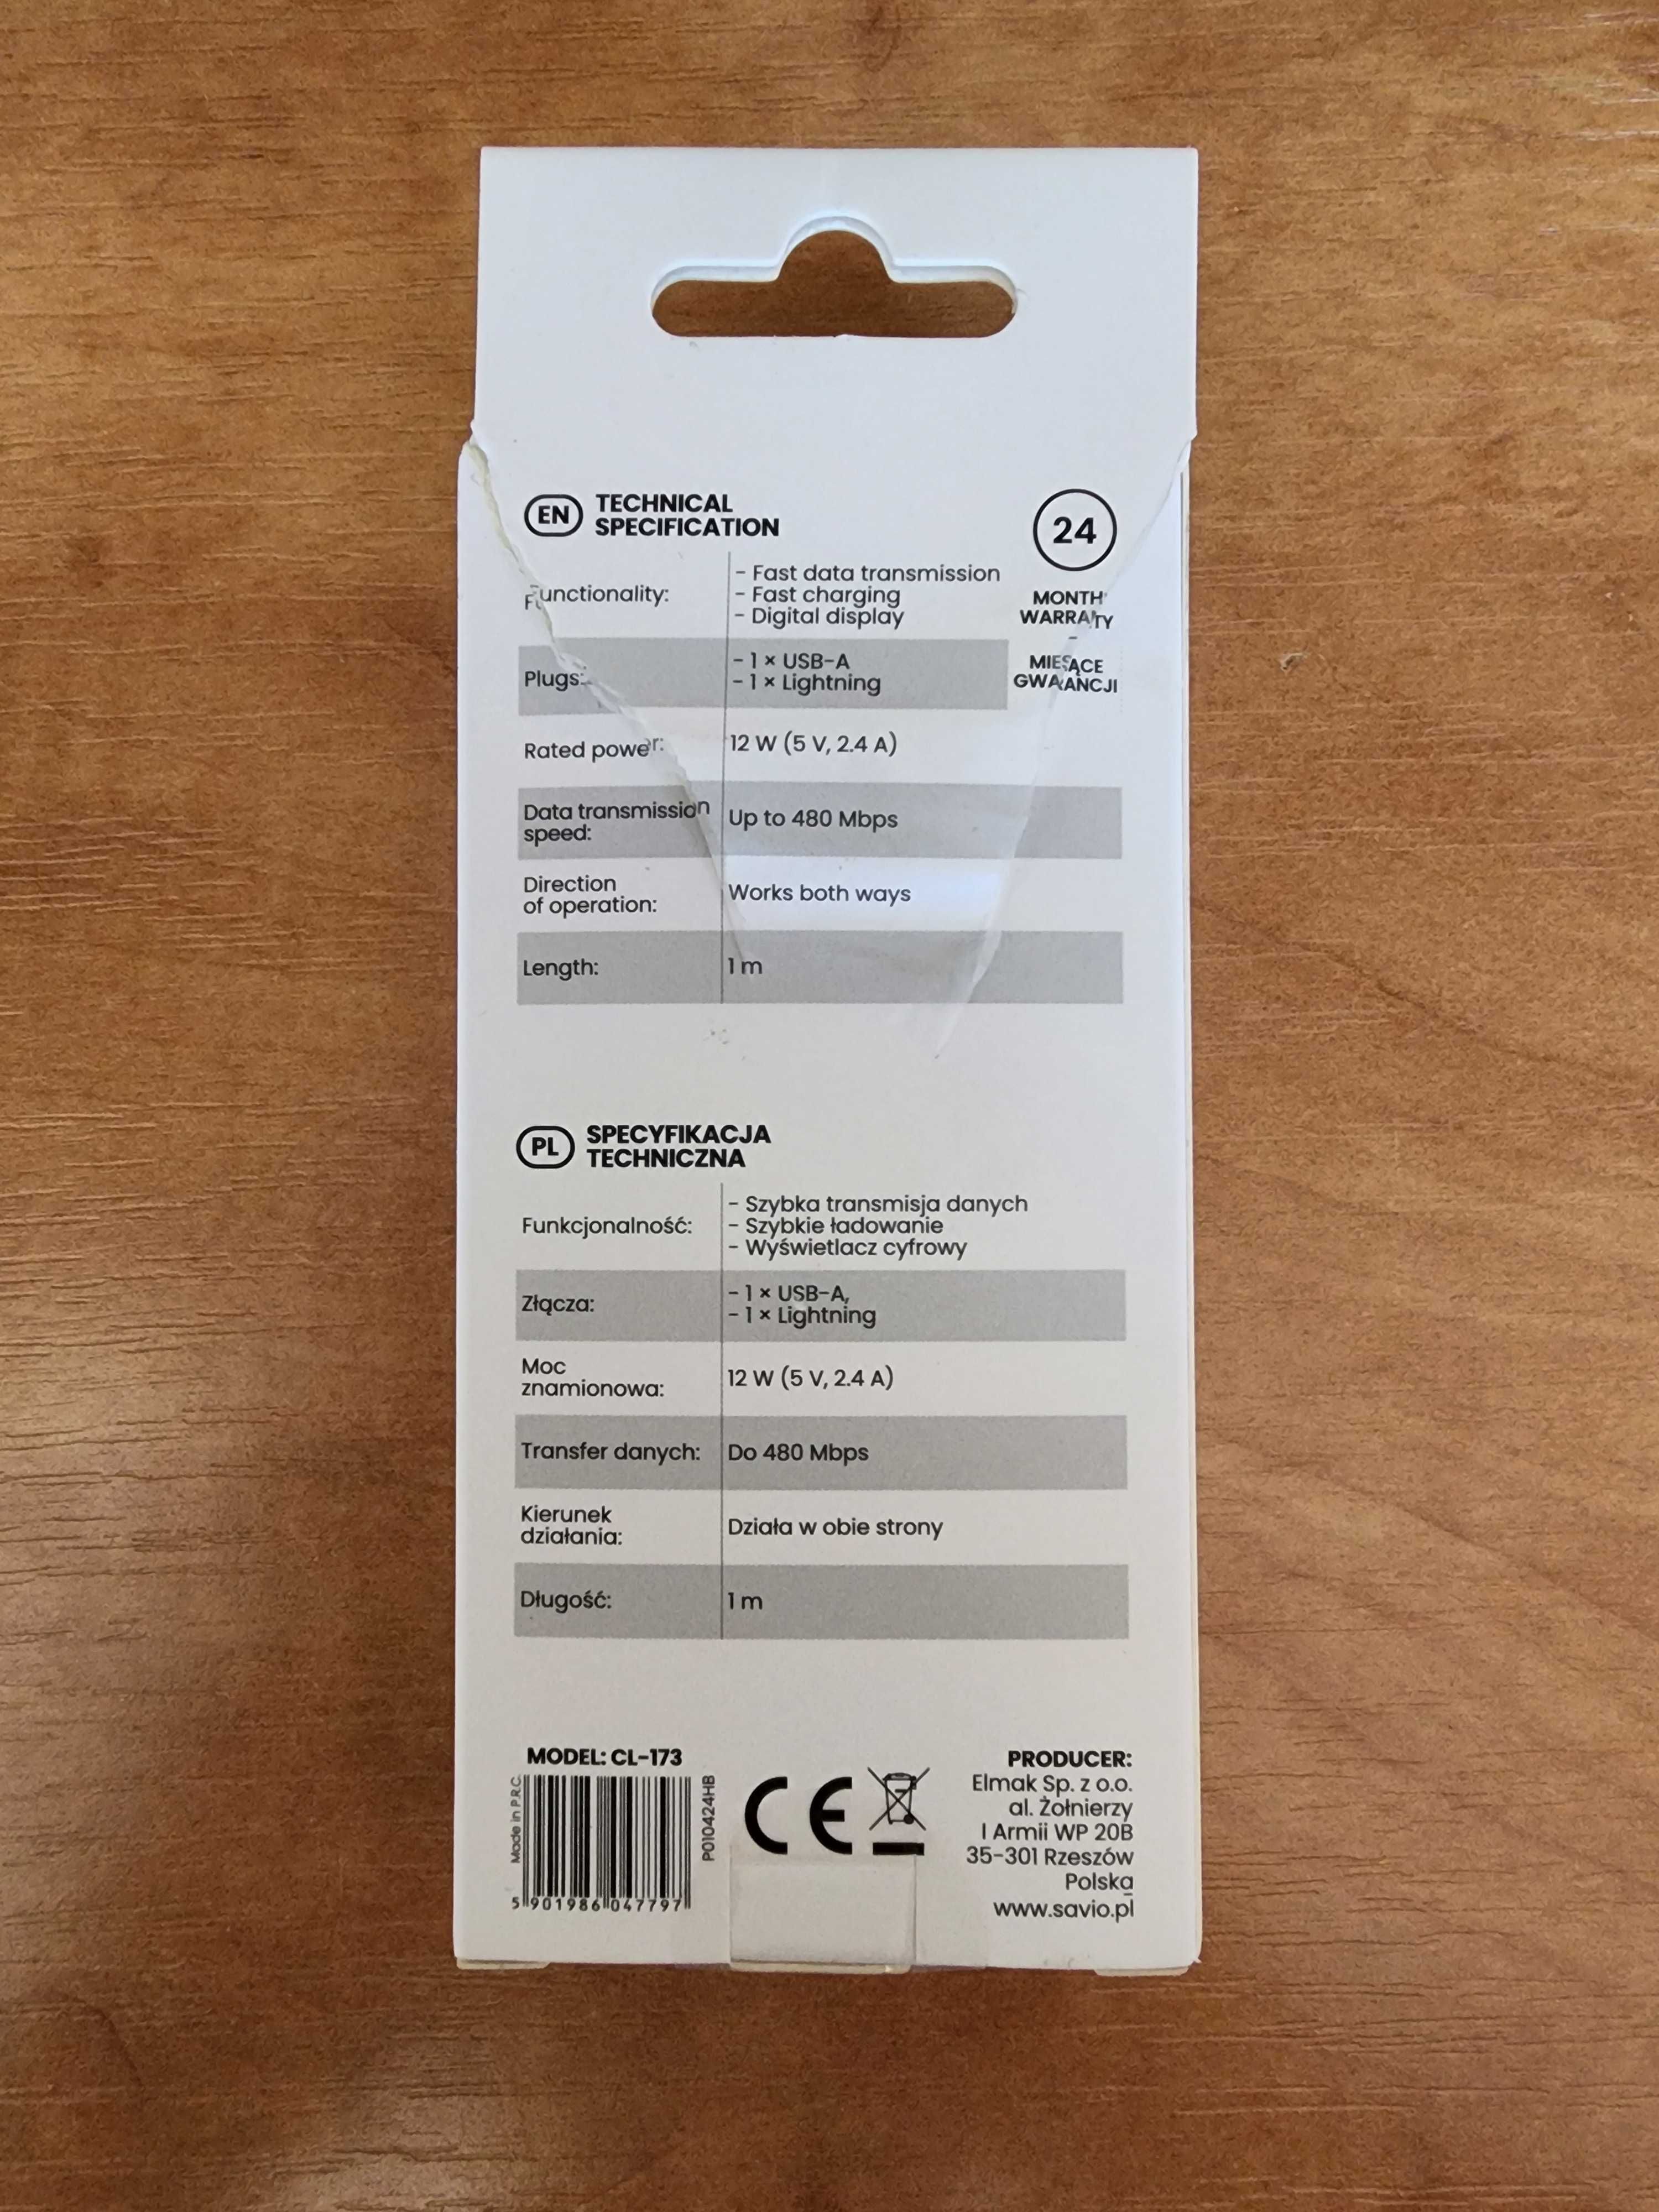 EN TECHNICAL
SPECIFICATION
24
MONTH
WARRANTY
-
MIESIĄCE
GWARANCJI
Functionality:
- Fast data transmission
- Fast charging
- Digital display
Plugs:
- 1 × USB-A
- 1 × Lightning
Rated power:
12 W (5 V, 2.4 A)
Data transmission
speed:
Up to 480 Mbps
Direction
of operation:
Works both ways
Length:
1 m
PL SPECYFIKACJA
TECHNICZNA
Funkcjonalność:
- Szybka transmisja danych
- Szybkie ładowanie
- Wyświetlacz cyfrowy
Złącza:
- 1 × USB-A,
- 1 × Lightning
Moc
znamionowa:
12 W (5 V, 2.4 A)
Transfer danych:
Do 480 Mbps
Kierunek
działania:
Działa w obie strony
Długość:
1 m
MODEL: CL-173
Made in P.R.C.
5 901986 047797
P010424HB
CE
PRODUCER:
Elmak Sp. z o.o.
al. Żołnierzy
I Armii WP 20B
35-301 Rzeszów
Polska
www.savio.pl